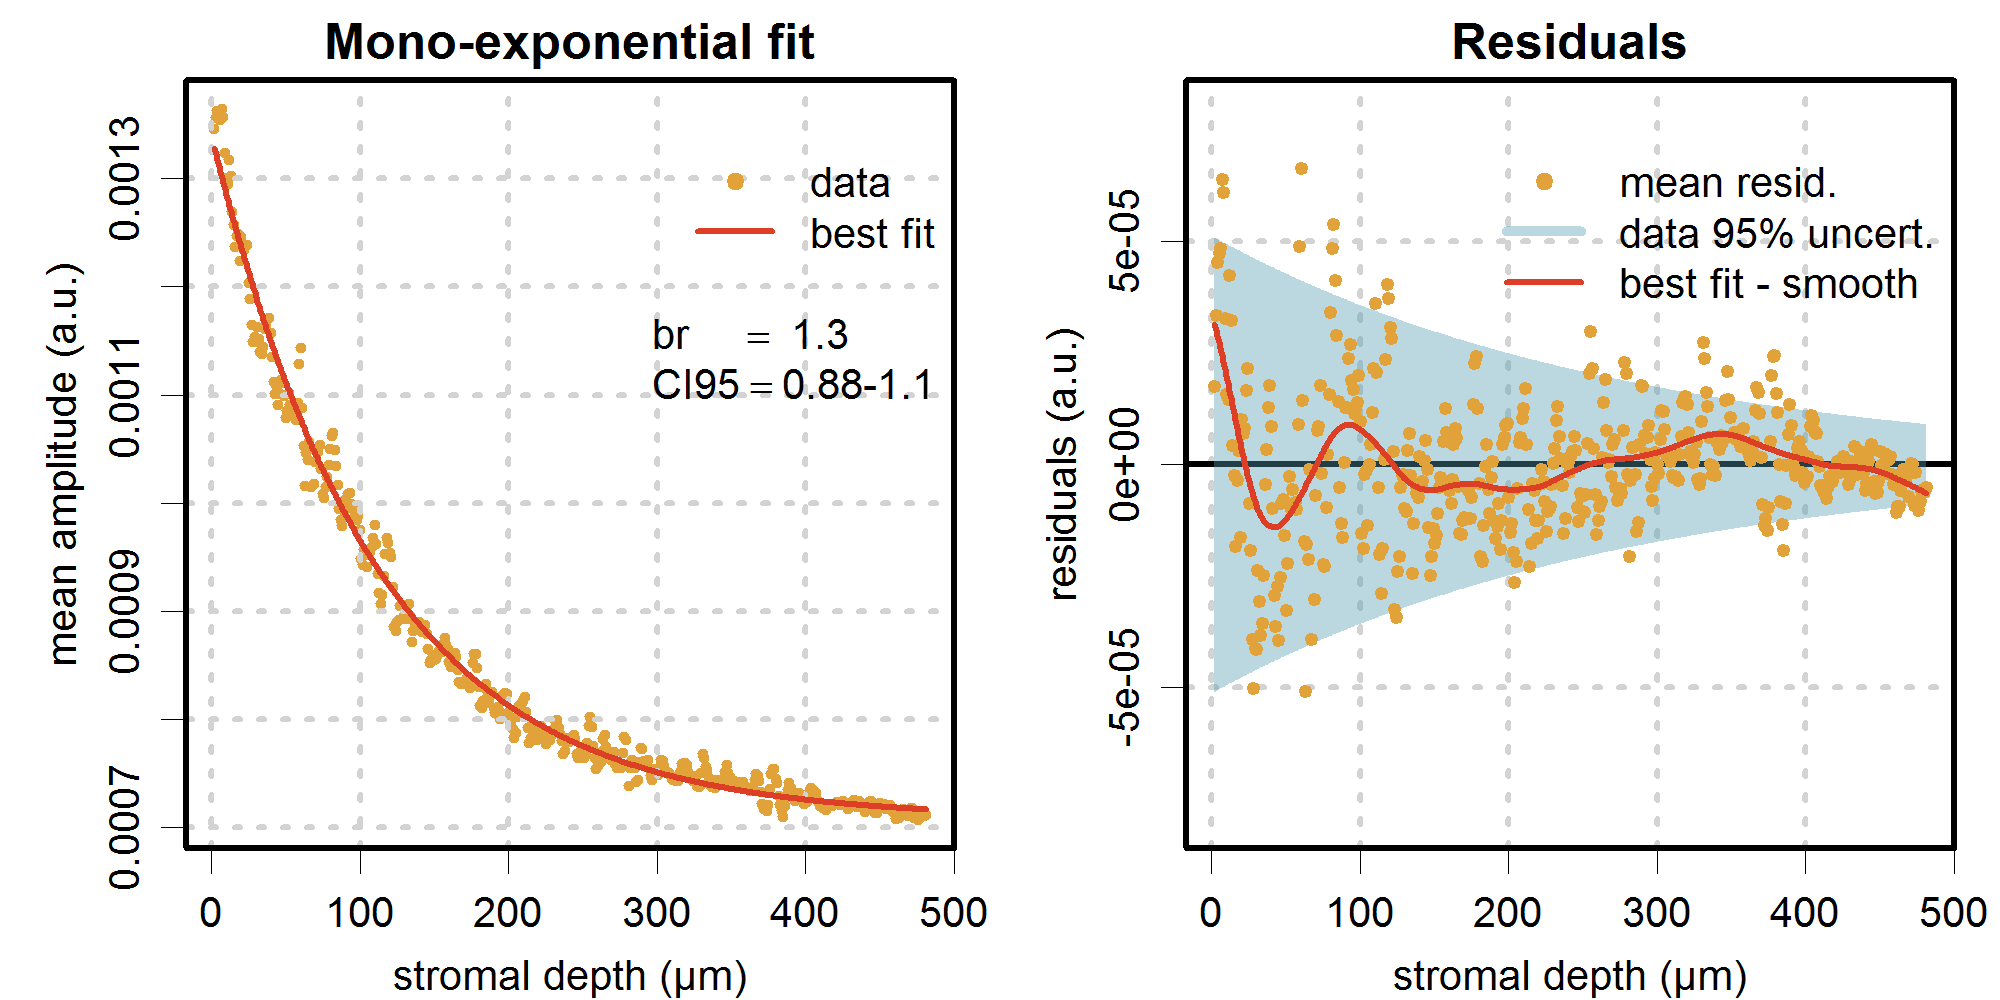 Mono-exponential fit
mean amplitude (a.u.)
0.0013
0.0011
0.0009
0.0007
data
best fit
br = 1.3
CI95 = 0.88-1.1
0 100 200 300 400 500
stromal depth (µm)
Residuals
residuals (a.u.)
5e-05
0e+00
-5e-05
mean resid.
data 95% uncert.
best fit - smooth
0 100 200 300 400 500
stromal depth (µm)